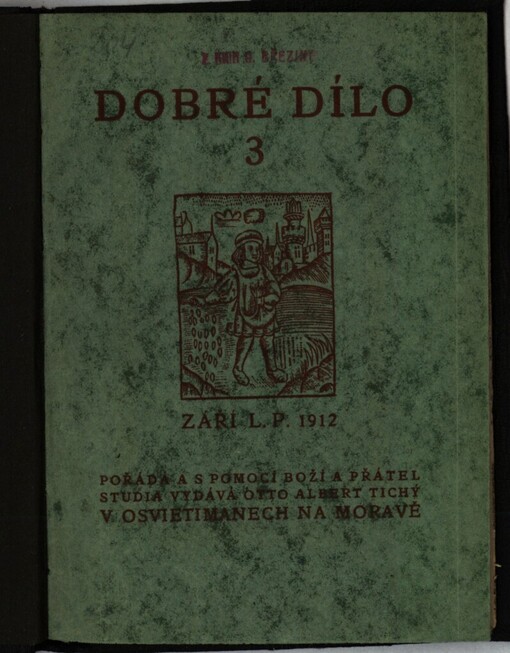 Z KNIH O. BŘEZINY
DOBRÉ DÍLO
3
ZÁŘÍ L. P. 1912
POŘÁDÁ A S POMOCÍ BOŽÍ A PŘÁTEL
STUDIA VYDÁVÁ OTTO ALBERT TICHÝ
V OSVIETIMANECH NA MORAVĚ